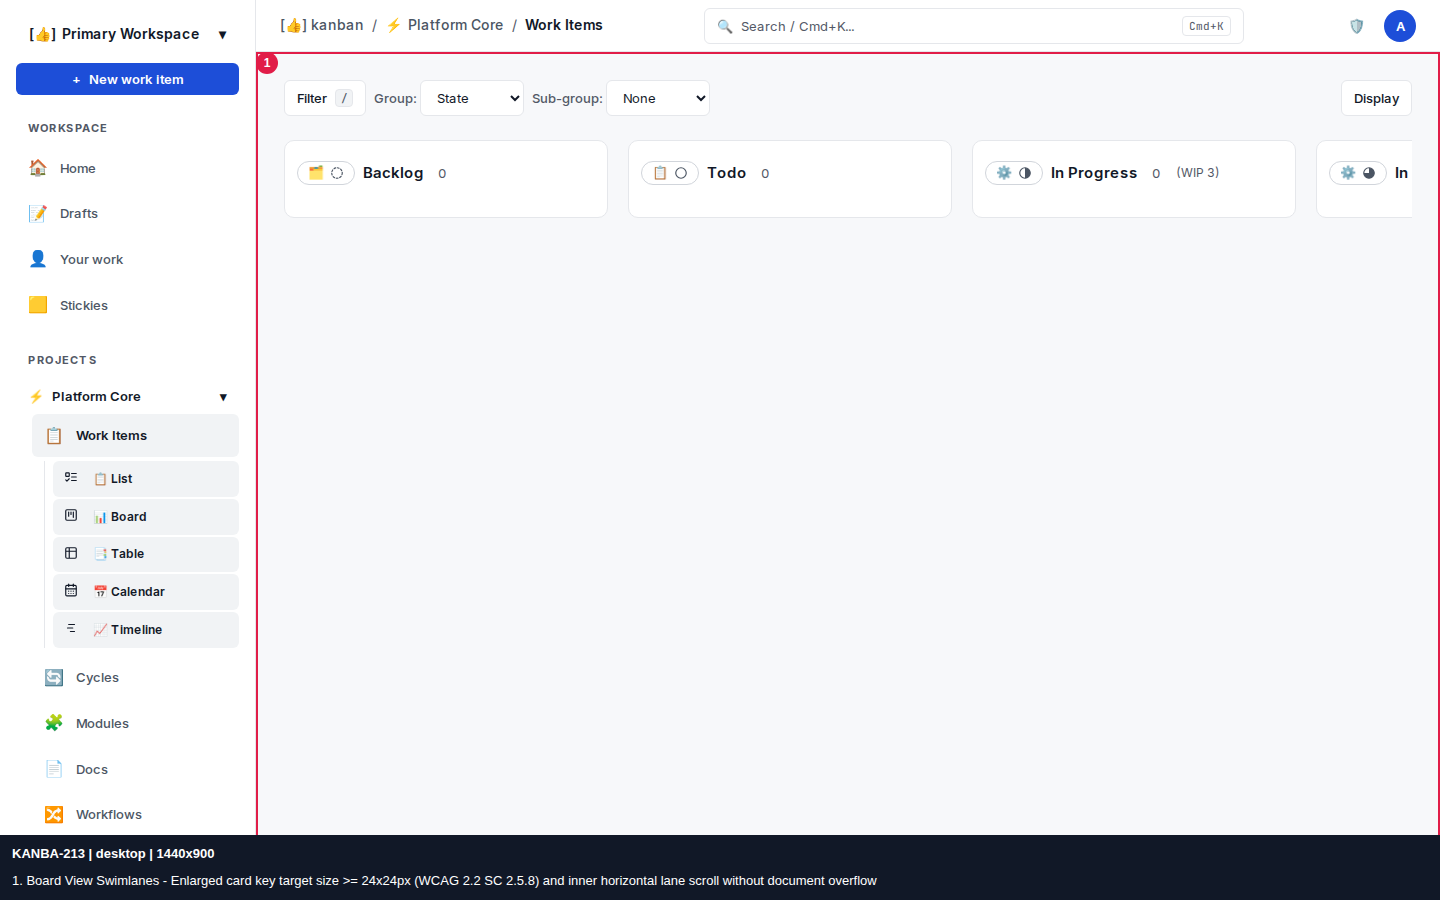 [👍] Primary Workspace ▼
+ New work item
WORKSPACE
Home
Drafts
Your work
Stickies
PROJECTS
Platform Core ▼
Work Items
List
Board
Table
Calendar
Timeline
Cycles
Modules
Docs
Workflows
[👍] kanban / ⚡ Platform Core / Work Items
Search / Cmd+K...
Cmd+K
A
1
Filter /
Group: State
Sub-group: None
Display
Backlog 0
Todo 0
In Progress 0 (WIP 3)
In
KANBA-213 | desktop | 1440x900
1. Board View Swimlanes - Enlarged card key target size >= 24x24px (WCAG 2.2 SC 2.5.8) and inner horizontal lane scroll without document overflow